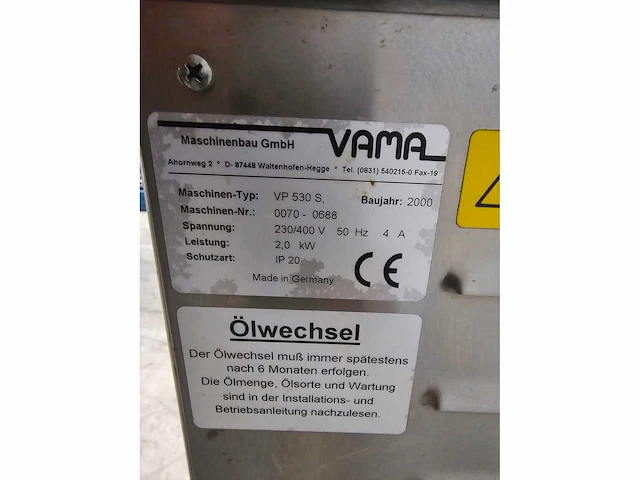 Maschinenbau GmbH VAMA
Ahornweg 2 ° D- 87448 Waltenhofen-Hegge ° Tel. (0831) 540215-0 Fax-19
Maschinen-Typ: VP 530 S, Baujahr: 2000
Maschinen-Nr.: 0070 - 0688
Spannung: 230/400 V 50 Hz 4 A
Leistung: 2,0 kW
Schutzart: IP 20
CE
Made in Germany
Ölwechsel
Der Ölwechsel muß immer spätestens
nach 6 Monaten erfolgen.
Die Ölmenge, Ölsorte und Wartung
sind in der Installations- und
Betriebsanleitung nachzulesen.